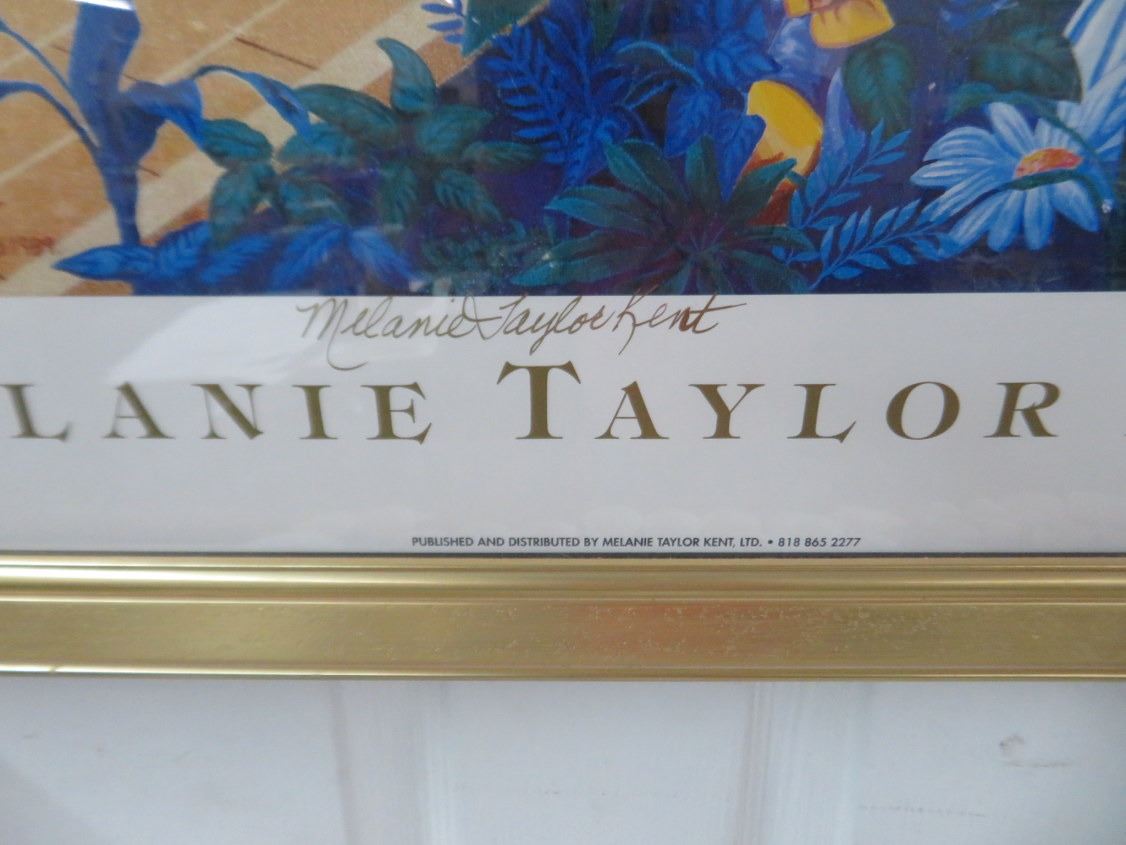 Melanie Taylor Kent
LANIE TAYLOR
PUBLISHED AND DISTRIBUTED BY MELANIE TAYLOR KENT, LTD. • 818 865 2277